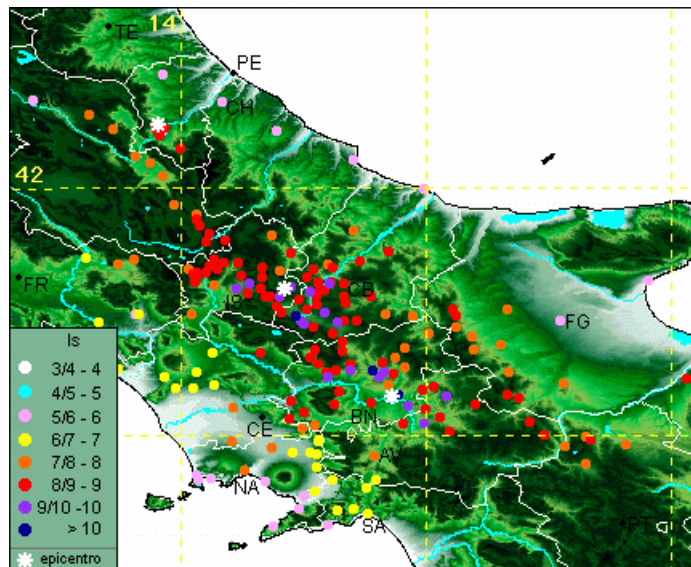 14
TE
PE
AQ
CH
42
FR
IS
CB
FG
Is
3/4 - 4
4/5 - 5
5/6 - 6
6/7 - 7
7/8 - 8
8/9 - 9
9/10 -10
> 10
epicentro
CE
BN
AV
NA
SA
PT